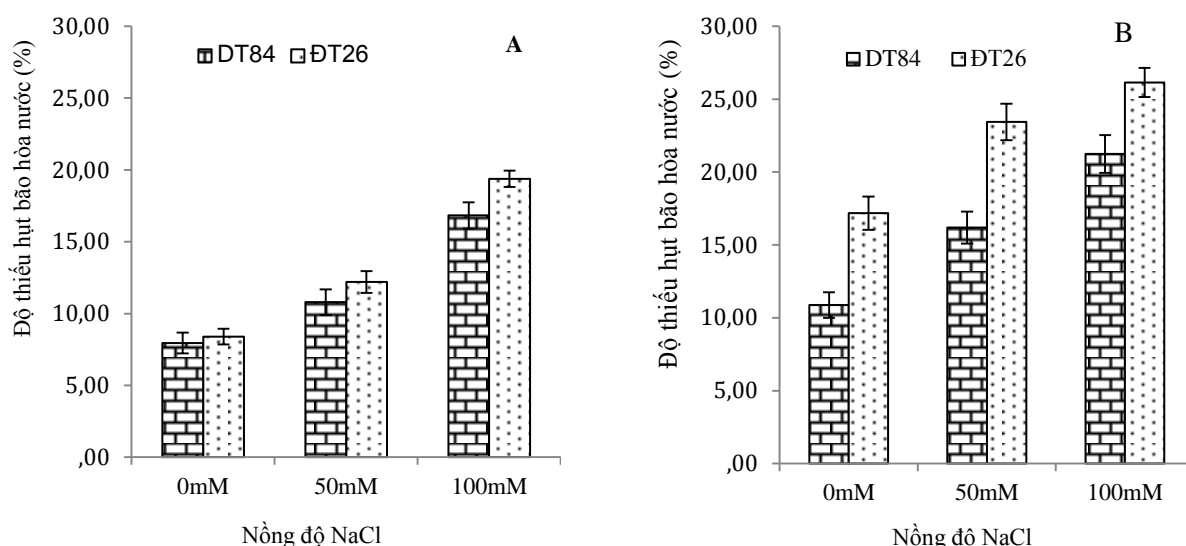 Độ thiếu hụt bão hòa nước (%)
30,00
25,00
20,00
15,00
10,00
5,00
,00
DT84 ĐT26
A
0mM 50mM 100mM
Nồng độ NaCl
Độ thiếu hụt bão hòa nước (%)
30,00
25,00
20,00
15,00
10,00
5,00
,00
DT84 ĐT26
B
0mM 50mM 100mM
Nồng độ NaCl